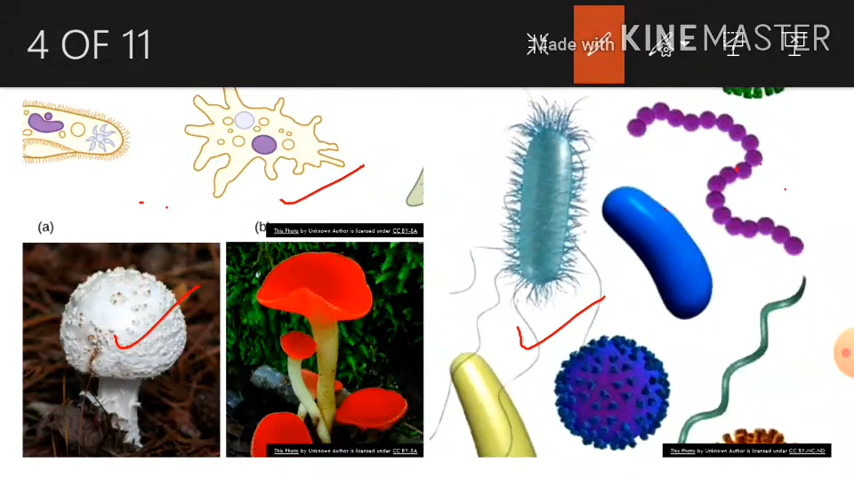 4 OF 11
Made with KINEMASTER
(a)
(b)
This Photo by Unknown Author is licensed under CC BY-SA
This Photo by Unknown Author is licensed under CC BY-SA
This Photo by Unknown Author is licensed under CC BY-NC-ND